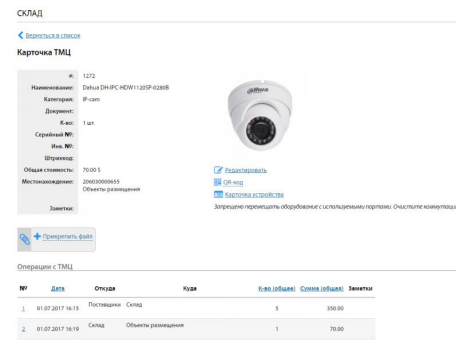 СКЛАД
Вернуться в список
Карточка ТМЦ
#: 1272
Наименование: Dahua DH-IPC-HDW1120SP-0280B
Категория: IP-cam
Документ:
К-во: 1 шт.
Серийный №:
Инв. №:
Штрихкод:
Общая стоимость: 70.00 $
Местонахождение: 206030000655
Объекты размещения
Заметки:
alhua
Редактировать
QR-код
Карточка устройства
Запрещено перемещать оборудование с используемыми портами. Очистите коммутаци
Прикрепить файл
Операции с ТМЦ
№ Дата Откуда Куда К-во (общее) Сумма (общая) Заметки
1 01.07.2017 16:15 Поставщики Склад 5 350.00
2 01.07.2017 16:19 Склад Объекты размещения 1 70.00